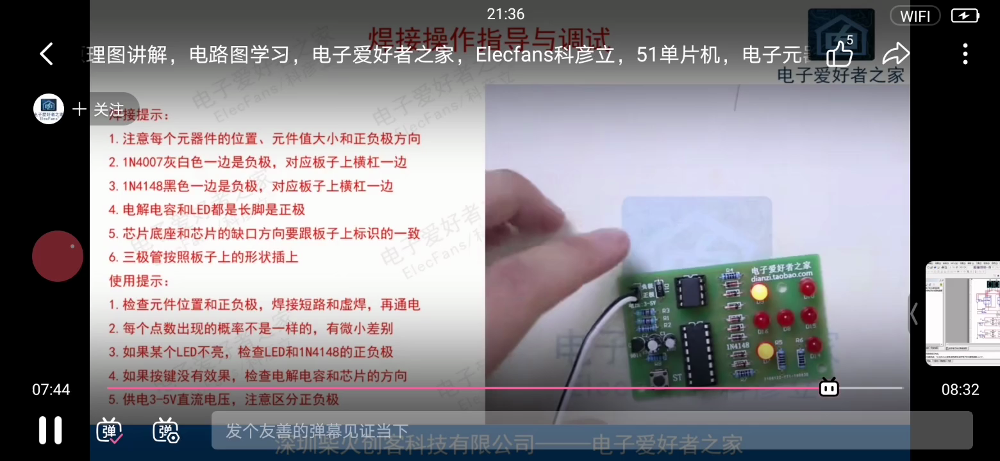 21:36
WIFI
焊接操作指导与调试
理图讲解，电路图学习，电子爱好者之家，Elecfans科彦立，51单片机，电子元
5
电子爱好者之家
关注
焊接提示：
1. 注意每个元器件的位置、元件值大小和正负极方向
2. 1N4007灰白色一边是负极，对应板子上横杠一边
3. 1N4148黑色一边是负极，对应板子上横杠一边
4. 电解电容和LED都是长脚是正极
5. 芯片底座和芯片的缺口方向要跟板子上标识的一致
6. 三极管按照板子上的形状插上
使用提示：
1. 检查元件位置和正负极，焊接短路和虚焊，再通电
2. 每个点数出现的概率不是一样的，有微小差别
3. 如果某个LED不亮，检查LED和1N4148的正负极
4. 如果按键没有效果，检查电解电容和芯片的方向
5. 供电3-5V直流电压，注意区分正负极
电子爱好者之家
dianzi.taobao.com
R4
负极
正极
D1
R3
R1
R2
1N4148
R5
R6
ST
07:44
08:32
弹
弹
发个友善的弹幕见证当下
深圳柴火创客科技有限公司———电子爱好者之家